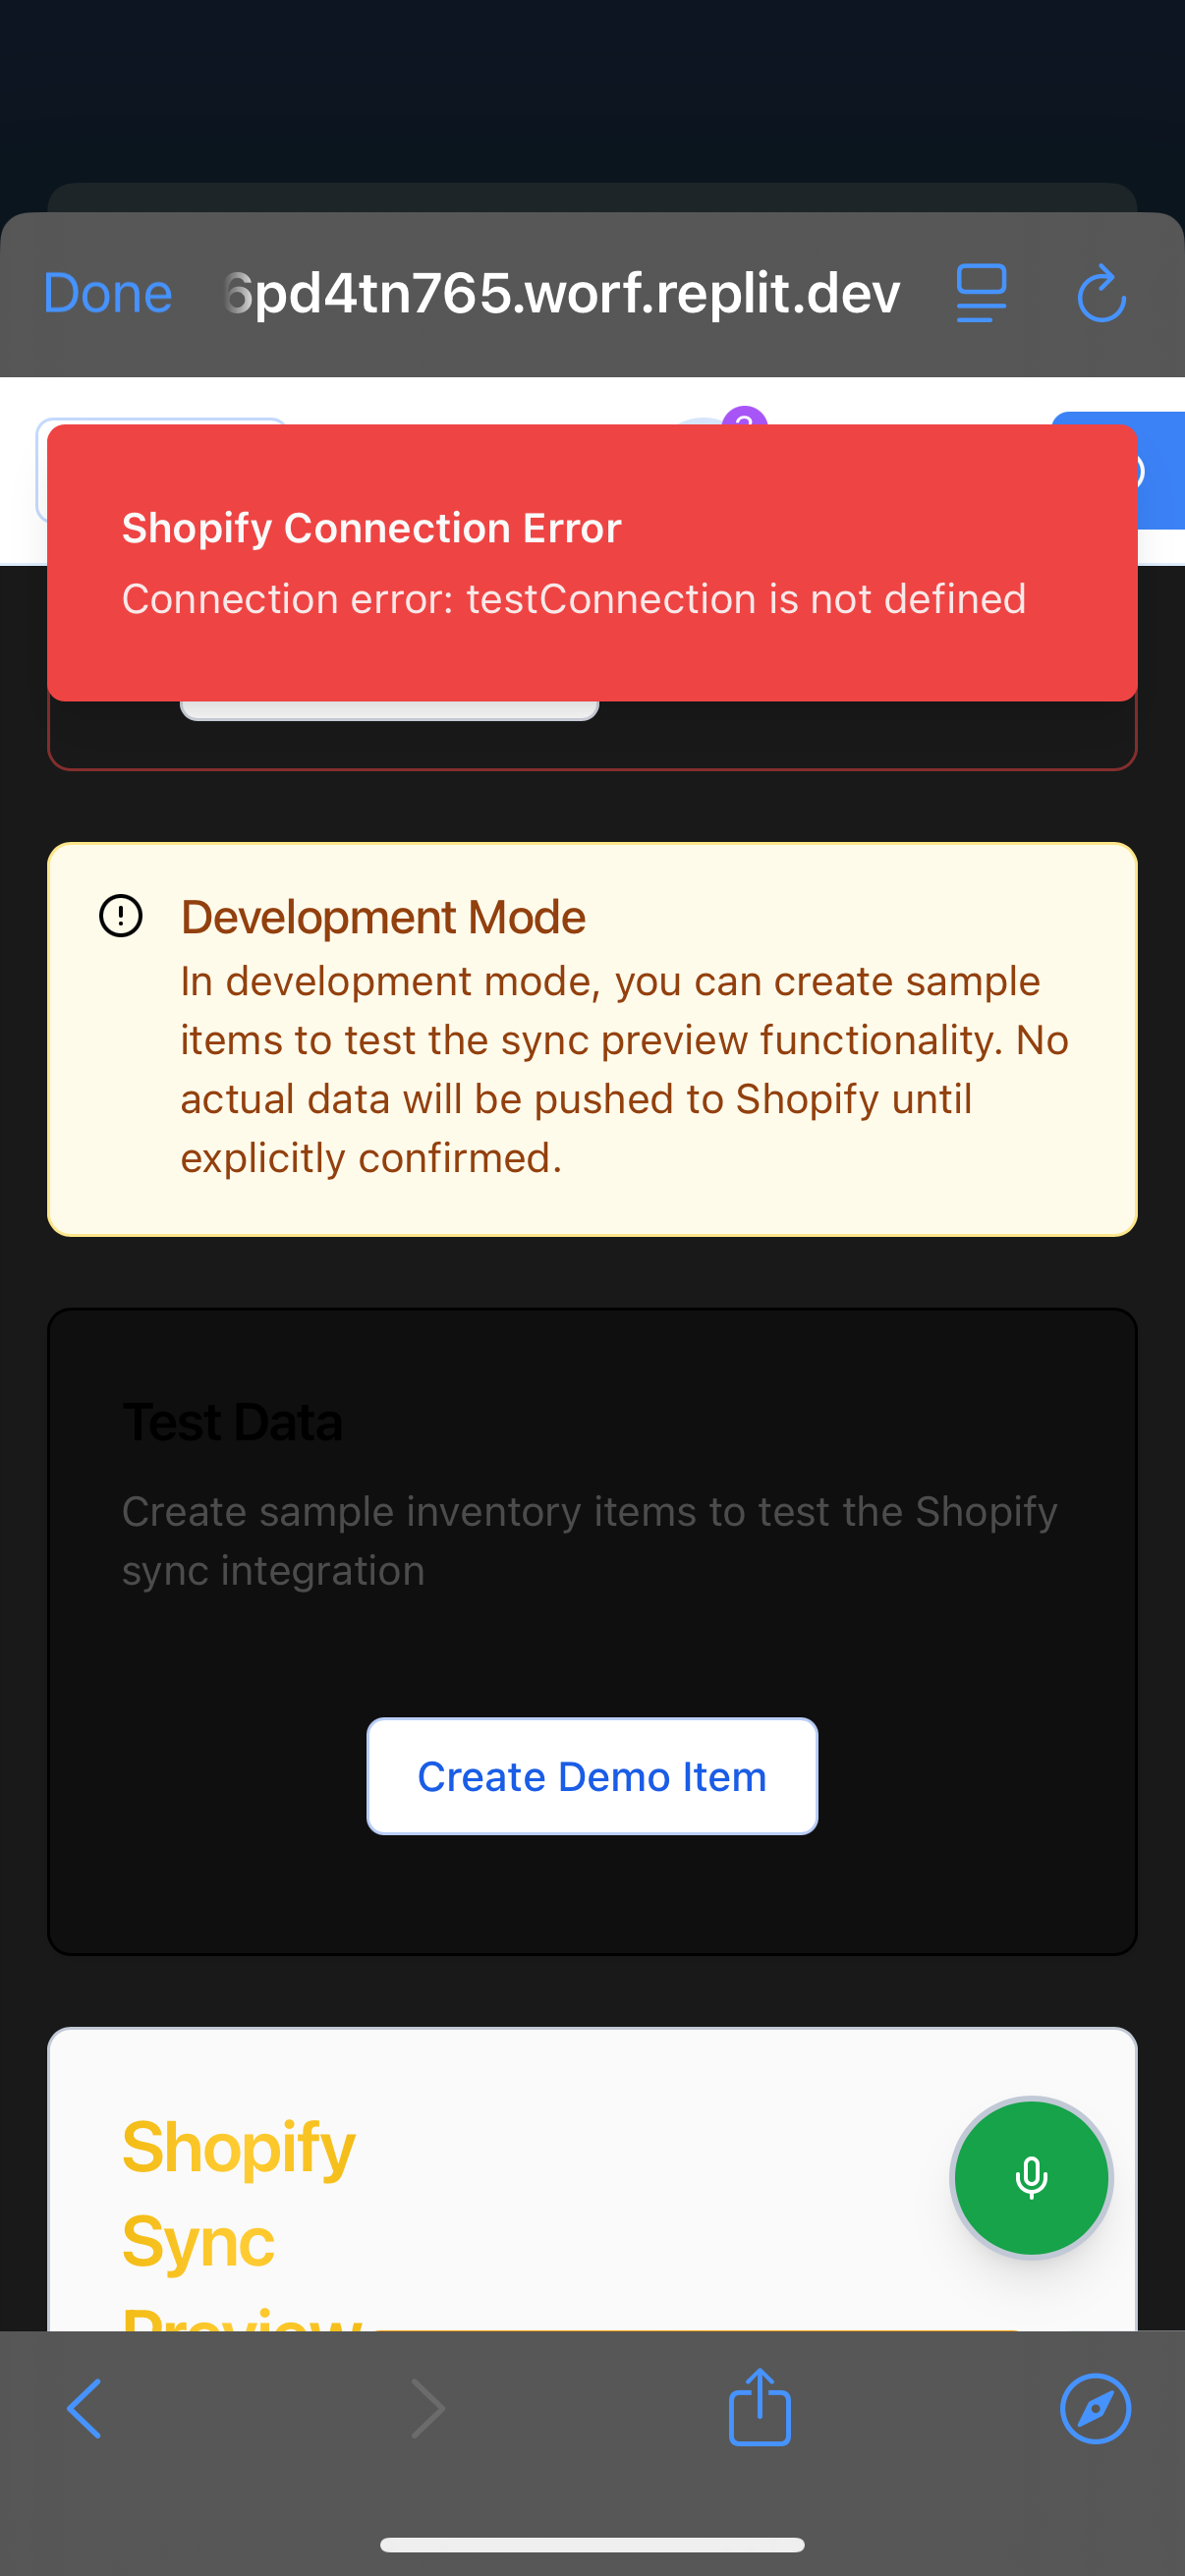 Done
6pd4tn765.worf.replit.dev
Shopify Connection Error
Connection error: testConnection is not defined
Development Mode
In development mode, you can create sample
items to test the sync preview functionality. No
actual data will be pushed to Shopify until
explicitly confirmed.
Test Data
Create sample inventory items to test the Shopify
sync integration
Create Demo Item
Shopify
Sync
Preview